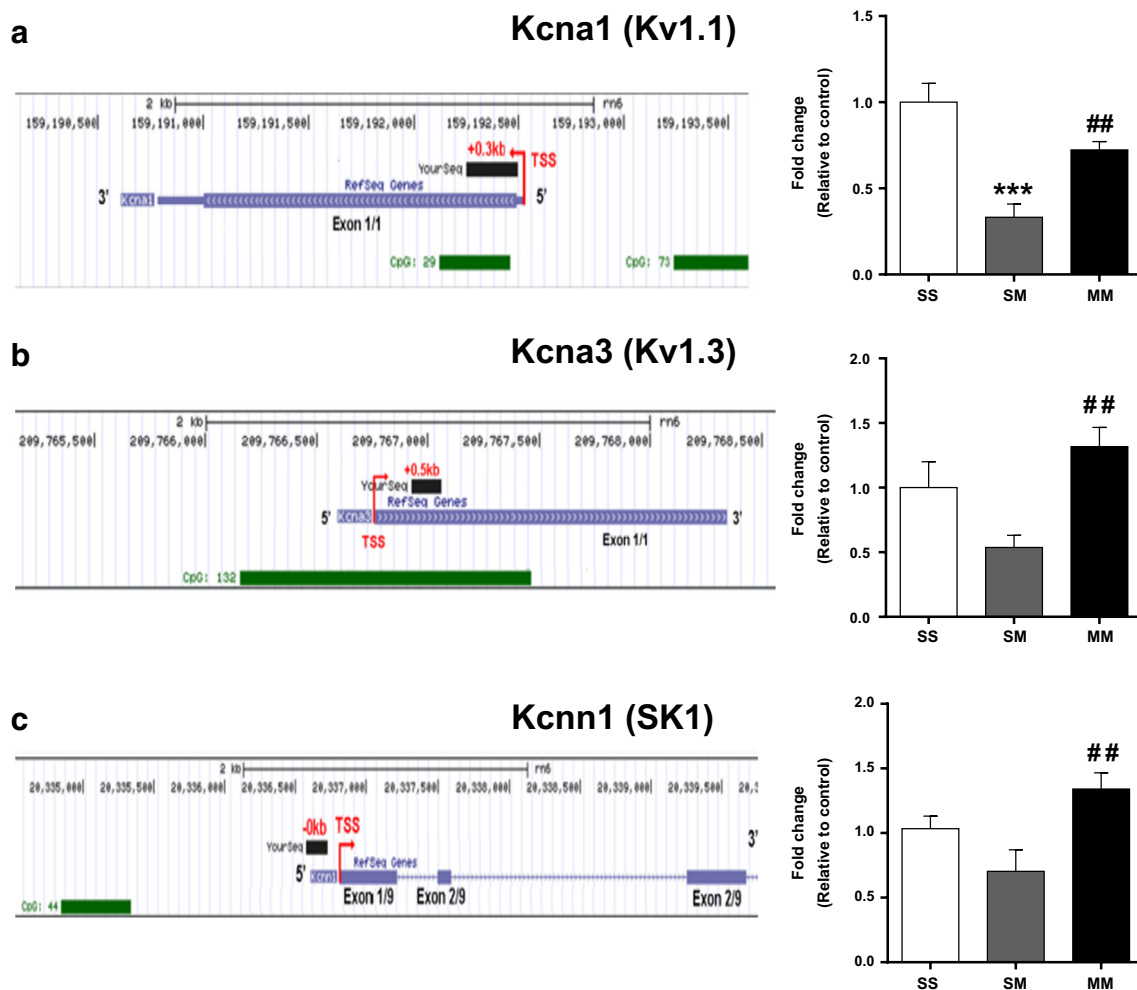 a
Kcna1 (Kv1.1)
2 kb
rn6
159,190,500| 159,191,000| 159,191,500| 159,192,000| 159,192,500| 159,193,000| 159,193,500|
+0.3kb
TSS
YourSeq
RefSeq Genes
3' Kcna1 5'
Exon 1/1
CpG: 29 CpG: 73
Fold change
(Relative to control)
1.5
1.0
0.5
0.0
***
##
SS SM MM
b
Kcna3 (Kv1.3)
2 kb
rn6
209,765,500| 209,766,000| 209,766,500| 209,767,000| 209,767,500| 209,768,000| 209,768,500|
+0.5kb
YourSeq
RefSeq Genes
5' Kcna3 3'
TSS
Exon 1/1
CpG: 132
Fold change
(Relative to control)
2.0
1.5
1.0
0.5
0.0
##
SS SM MM
c
Kcnn1 (SK1)
2 kb
rn6
20,335,000| 20,335,500| 20,336,000| 20,336,500| 20,337,000| 20,337,500| 20,338,000| 20,338,500| 20,339,000| 20,339,500| 20,:
-0kb TSS
YourSeq
3'
RefSeq Genes
5' Kcnn1
Exon 1/9 Exon 2/9 Exon 2/9
CpG: 44
Fold change
(Relative to control)
2.0
1.5
1.0
0.5
0.0
##
SS SM MM